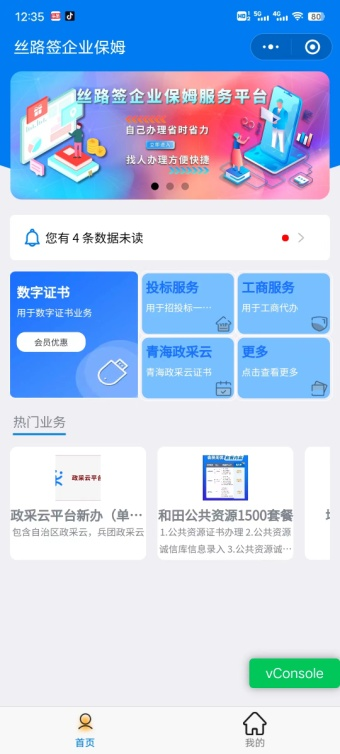 12:35
HD 5G 4G 80
丝路签企业保姆
丝路签企业保姆服务平台
自己办理省时省力
找人办理方便快捷
您有 4 条数据未读
数字证书
用于数字证书业务
会员优惠
投标服务
用于招投标一…
工商服务
用于工商代办
青海政采云
青海政采云证书
更多
点击查看更多
热门业务
政采云平台
政采云平台新办（单…
包含自治区政采云，兵团政采云
和田公共资源1500套餐
1.公共资源证书办理 2.公共资源
诚信库信息录入 3.公共资源诚…
vConsole
首页
我的